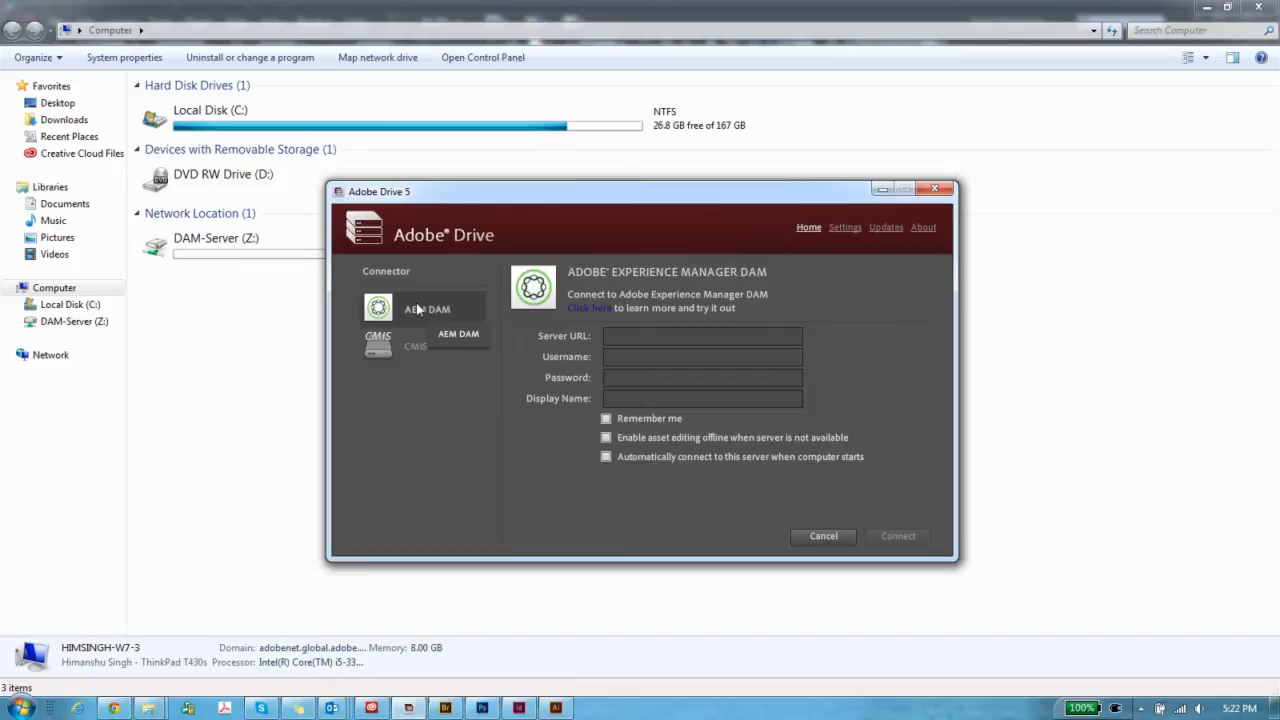 Computer
Search Computer
Organize
System properties
Uninstall or change a program
Map network drive
Open Control Panel
Favorites
Desktop
Downloads
Recent Places
Creative Cloud Files
Libraries
Documents
Music
Pictures
Videos
Computer
Local Disk (C:)
DAM-Server (Z:)
Network
Hard Disk Drives (1)
Local Disk (C:)
NTFS
26.8 GB free of 167 GB
Devices with Removable Storage (1)
DVD RW Drive (D:)
DVD
Network Location (1)
DAM-Server (Z:)
Adobe Drive 5
Adobe® Drive
Home Settings Updates About
Connector
AEM DAM
AEM DAM
CMIS
CMIS
ADOBE® EXPERIENCE MANAGER DAM
Connect to Adobe Experience Manager DAM
Click here to learn more and try it out
Server URL:
Username:
Password:
Display Name:
Remember me
Enable asset editing offline when server is not available
Automatically connect to this server when computer starts
Cancel
Connect
HIMSINGH-W7-3
Domain: adobenet.global.adobe....
Memory: 8.00 GB
Himanshu Singh - ThinkPad T430s
Processor: Intel(R) Core(TM) i5-33...
3 items
Br
Ps
Id
Ai
100%
5:22 PM